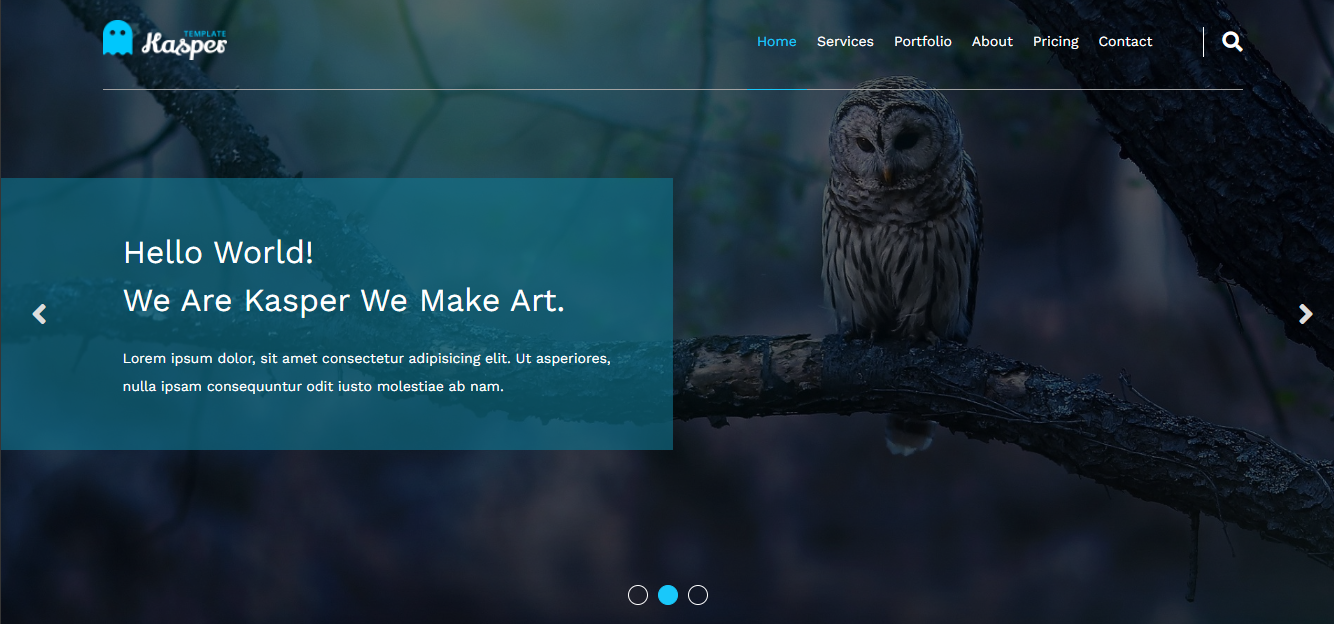 TEMPLATE
Kasper
Home Services Portfolio About Pricing Contact
Hello World!
We Are Kasper We Make Art.
Lorem ipsum dolor, sit amet consectetur adipisicing elit. Ut asperiores,
nulla ipsam consequuntur odit iusto molestiae ab nam.